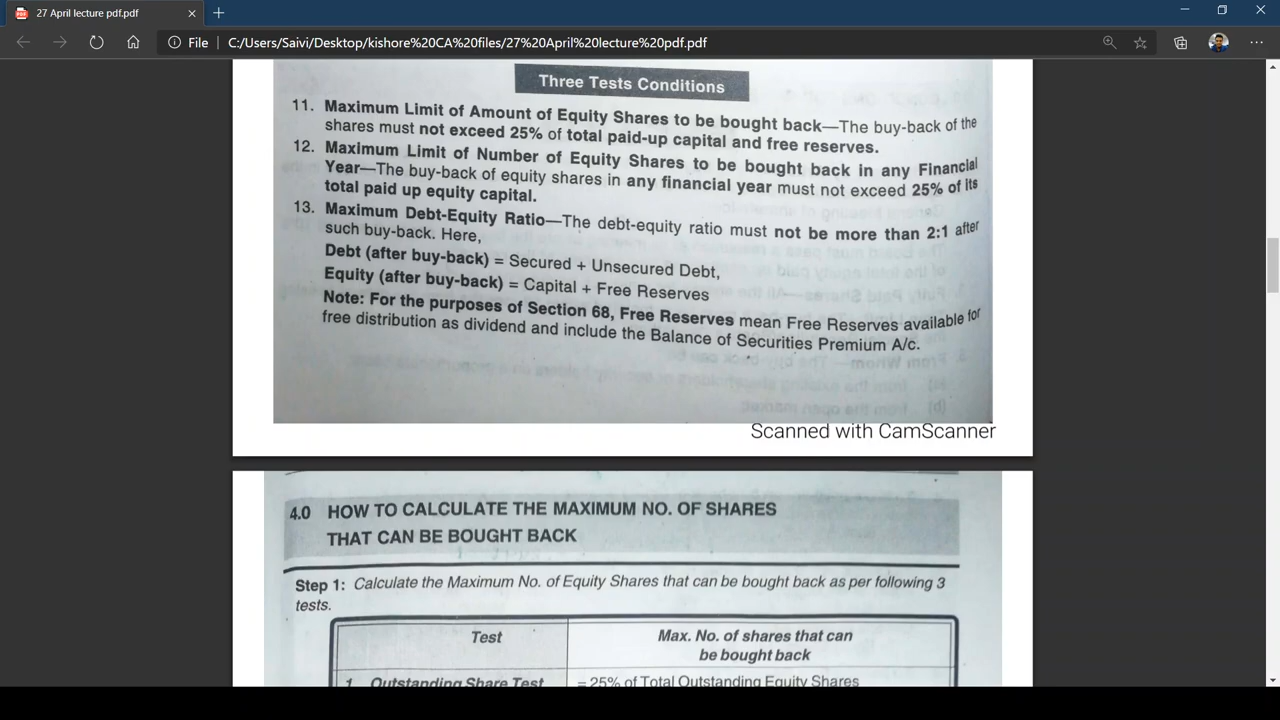 27 April lecture pdf.pdf
File
C:/Users/Saivi/Desktop/kishore%20CA%20files/27%20April%20lecture%20pdf.pdf
Three Tests Conditions
11. Maximum Limit of Amount of Equity Shares to be bought back—The buy-back of the
shares must not exceed 25% of total paid-up capital and free reserves.
12. Maximum Limit of Number of Equity Shares to be bought back in any Financial
Year—The buy-back of equity shares in any financial year must not exceed 25% of its
total paid up equity capital.
13. Maximum Debt-Equity Ratio—The debt-equity ratio must not be more than 2:1 after
such buy-back. Here,
Debt (after buy-back) = Secured + Unsecured Debt,
Equity (after buy-back) = Capital + Free Reserves
Note: For the purposes of Section 68, Free Reserves mean Free Reserves available for
free distribution as dividend and include the Balance of Securities Premium A/c.
Scanned with CamScanner
4.0 HOW TO CALCULATE THE MAXIMUM NO. OF SHARES
THAT CAN BE BOUGHT BACK
Step 1: Calculate the Maximum No. of Equity Shares that can be bought back as per following 3
tests.
Test
Max. No. of shares that can
be bought back
1. Outstanding Share Test
= 25% of Total Outstanding Equity Shares